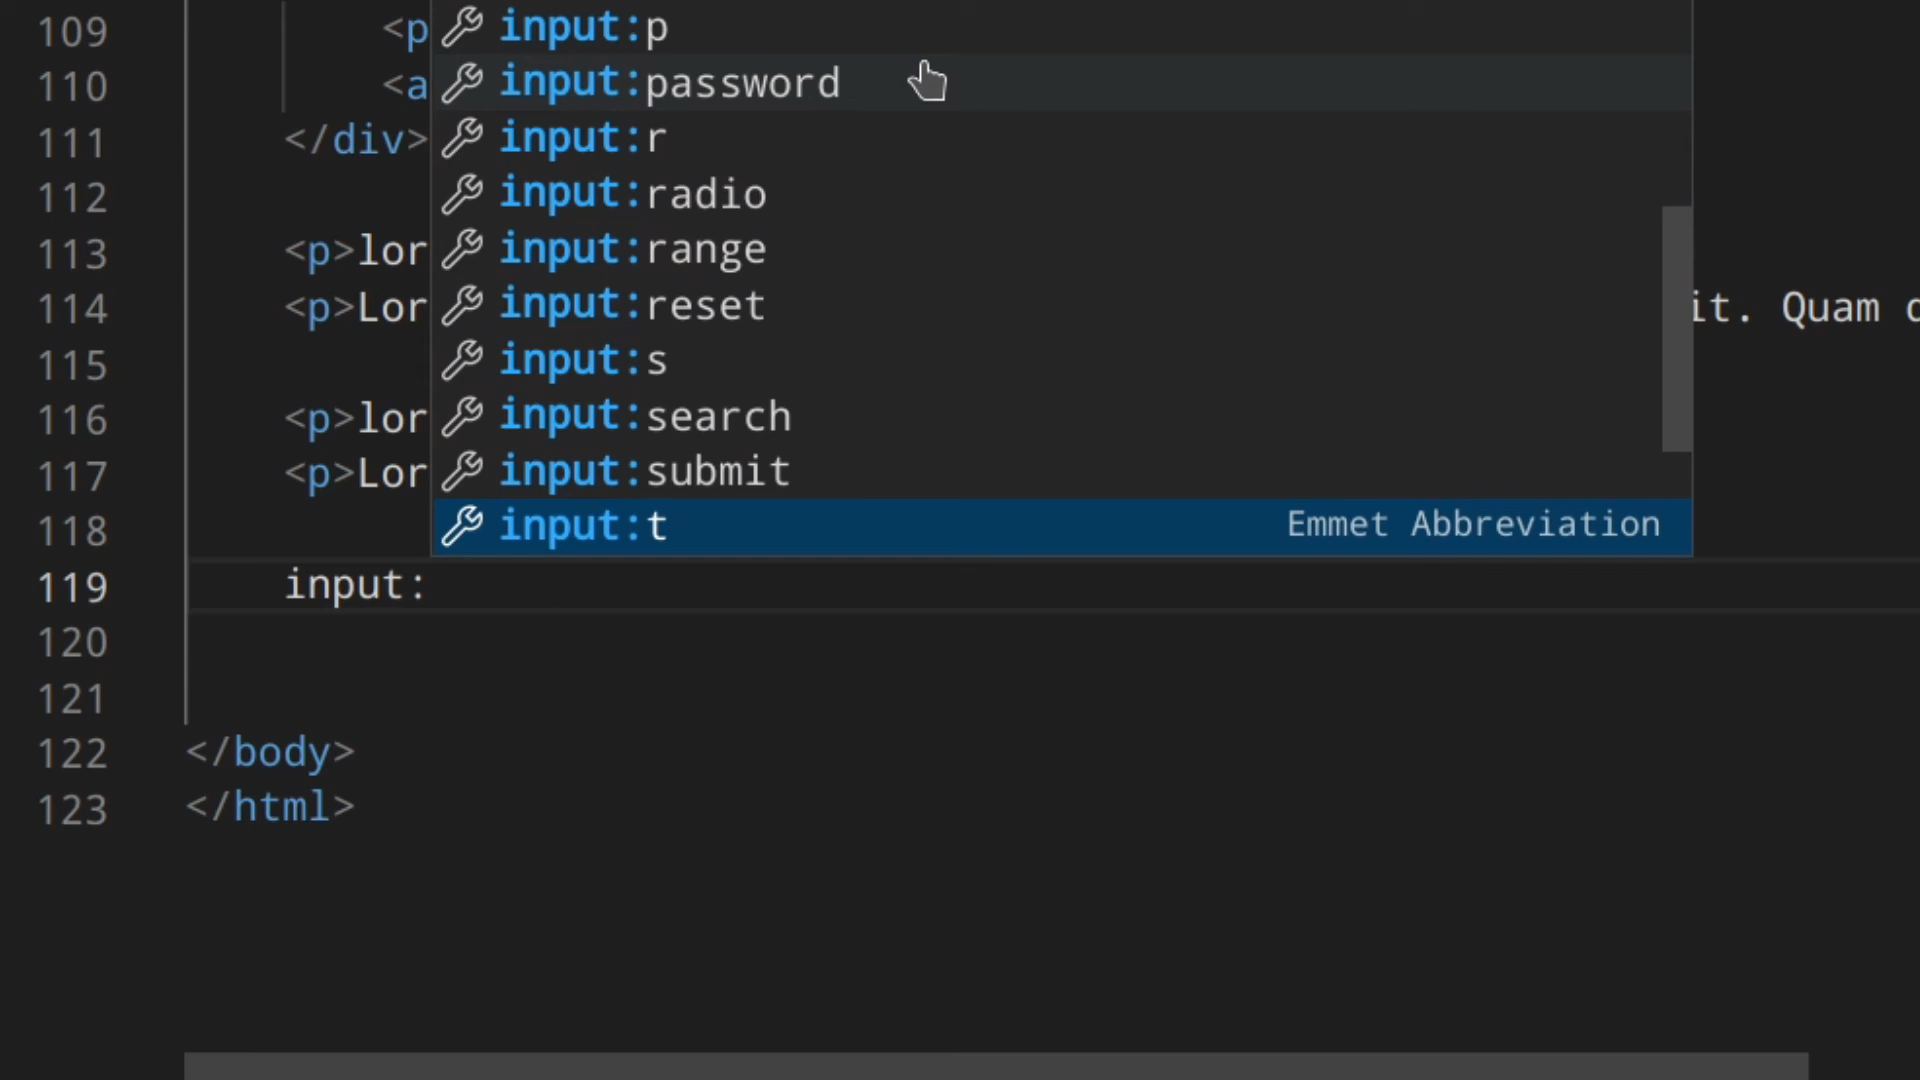 109 <p input:p
110 <a input:password
111 </div> input:r
112 input:radio
113 <p>lor input:range
114 <p>Lor input:reset it. Quam
115 input:s
116 <p>lor input:search
117 <p>Lor input:submit
118 input:t Emmet Abbreviation
119 input:
120
121
122 </body>
123 </html>